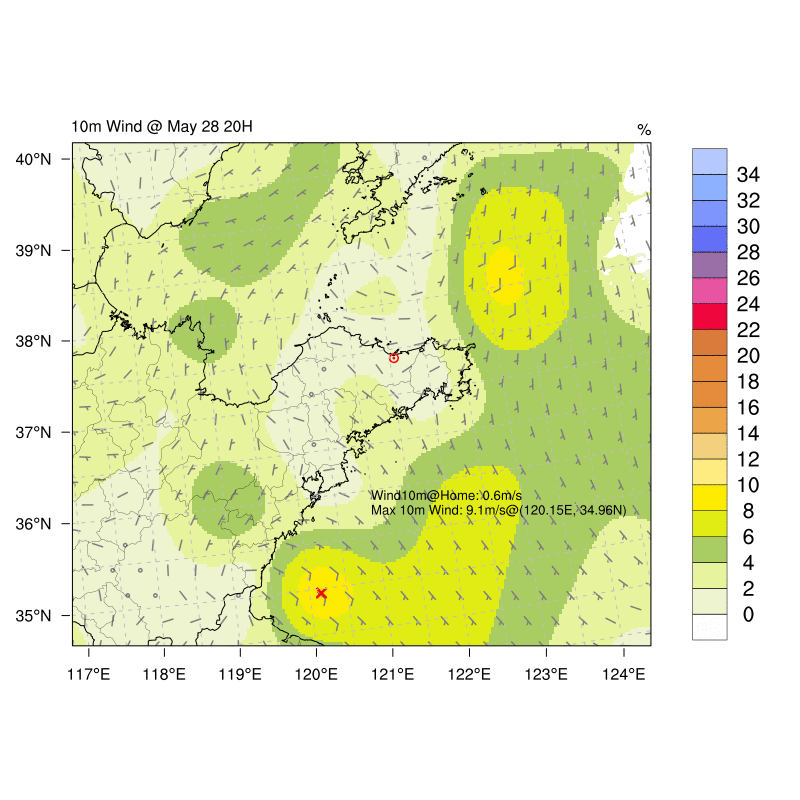 10m Wind @ May 28 20H
%
40°N
39°N
38°N
37°N
36°N
35°N
Wind10m@Home: 0.6m/s
Max 10m Wind: 9.1m/s@(120.15E, 34.96N)
117°E 118°E 119°E 120°E 121°E 122°E 123°E 124°E
34
32
30
28
26
24
22
20
18
16
14
12
10
8
6
4
2
0